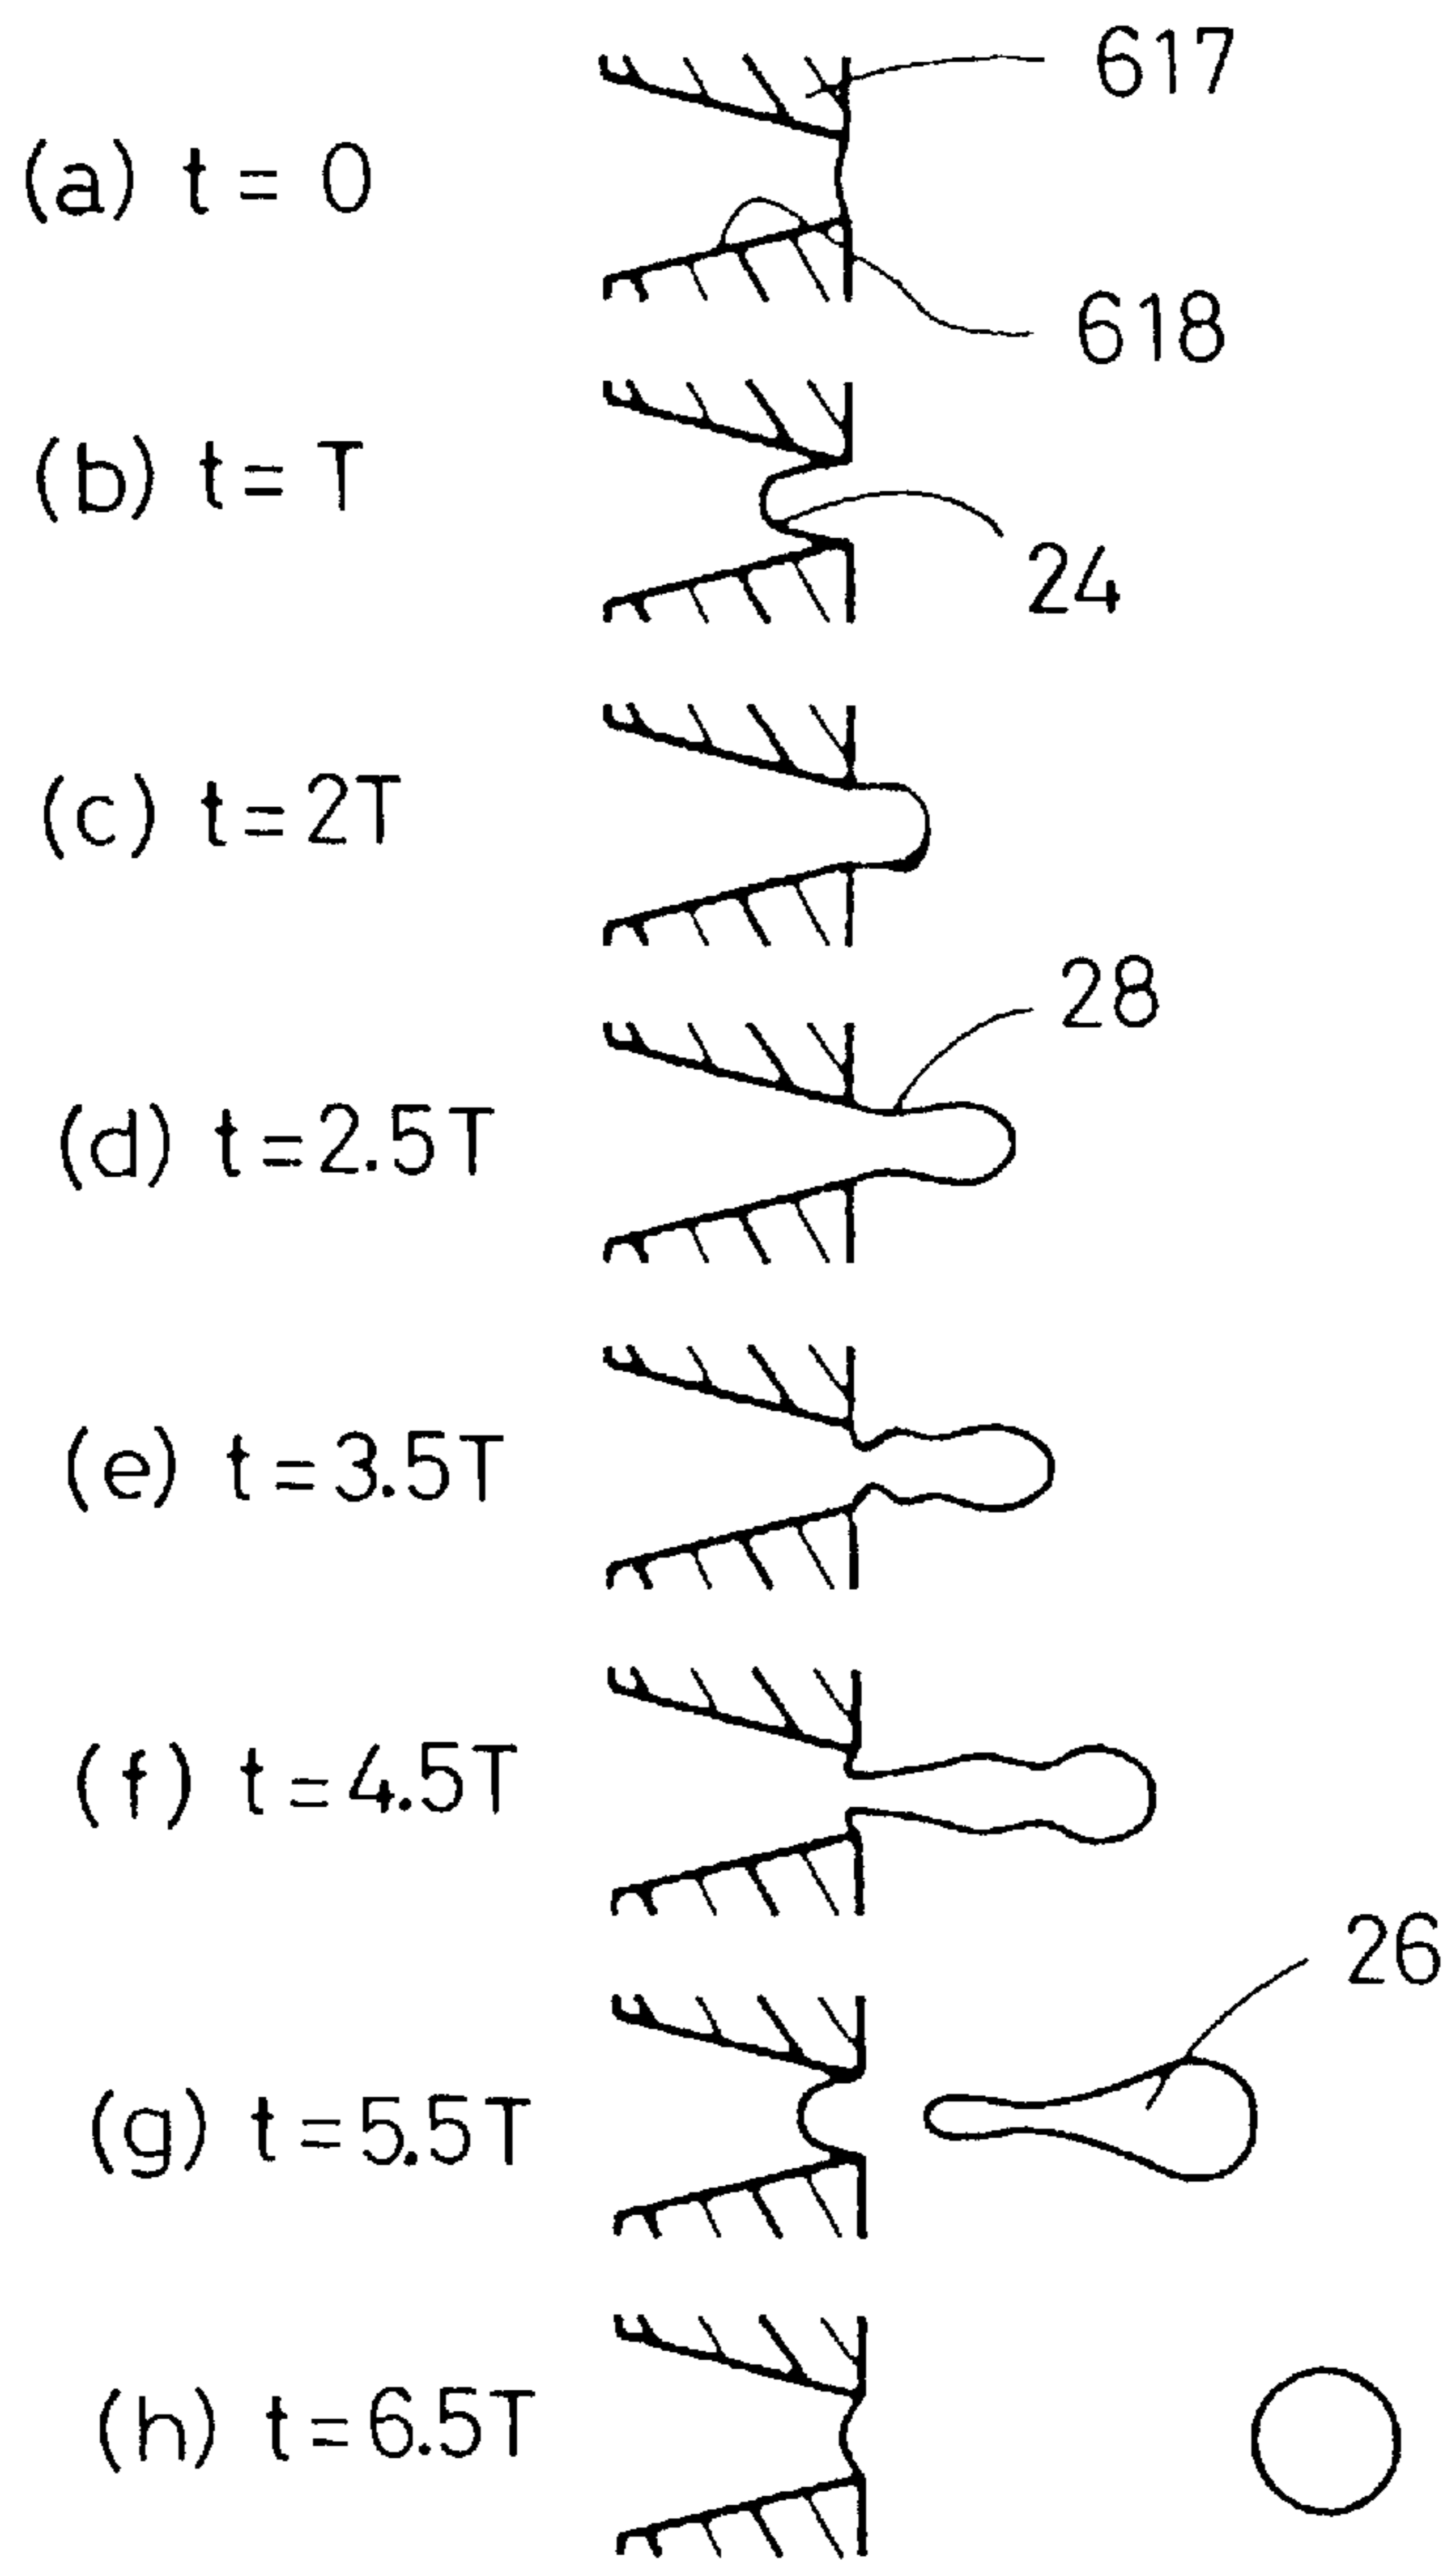 617
(a) t = 0
618
(b) t = T
24
(c) t = 2T
28
(d) t = 2.5T
(e) t = 3.5T
(f) t = 4.5T
26
(g) t = 5.5T
(h) t = 6.5T